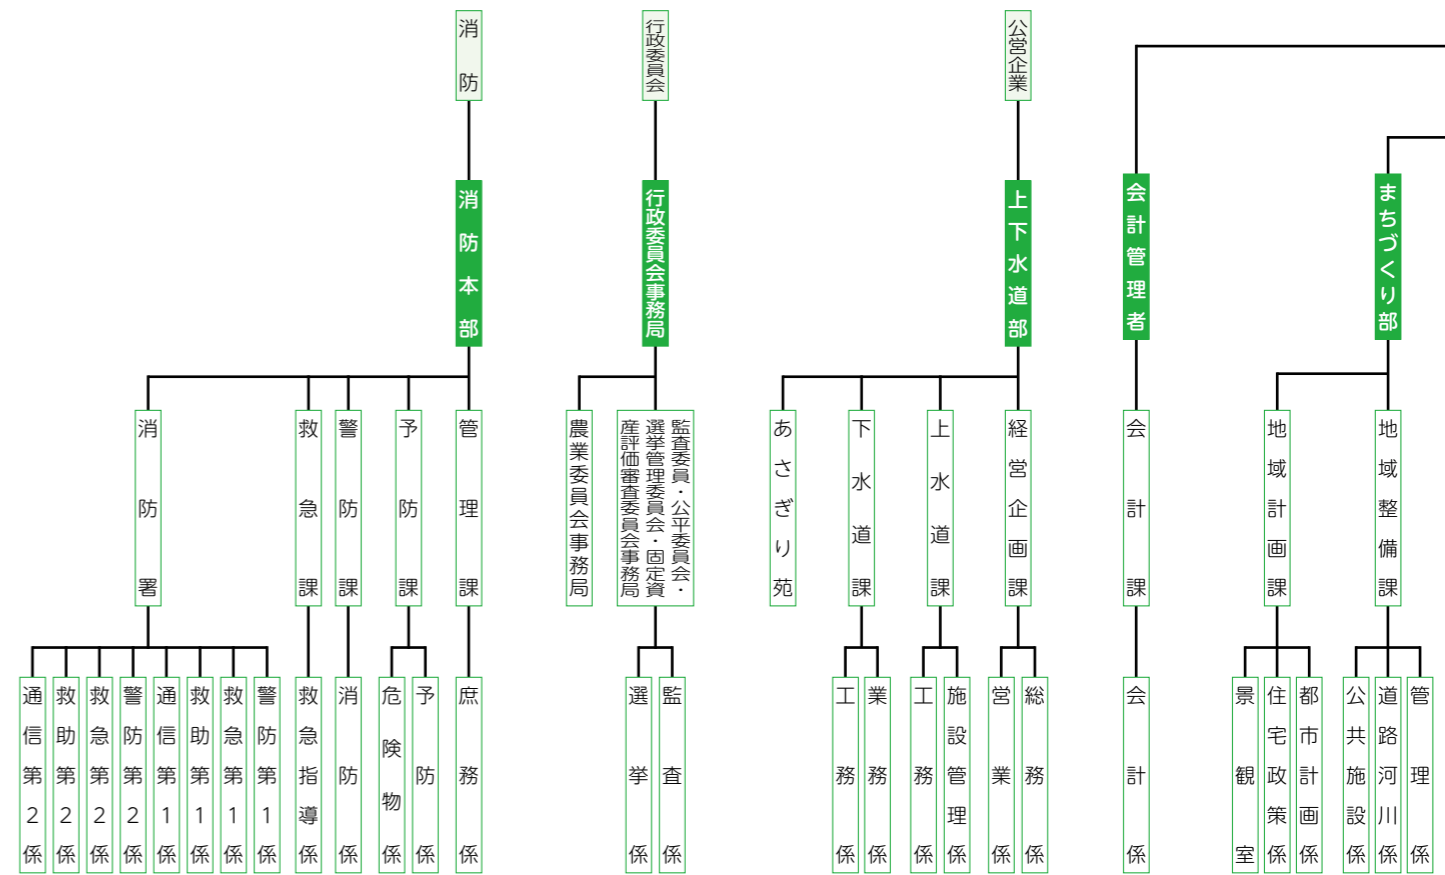 公営企業
行政委員会
消防
まちづくり部
会計管理者
上下水道部
行政委員会事務局
消防本部
地域整備課
地域計画課
会計課
経営企画課
上水道課
下水道課
あさぎり苑
監査委員・公平委員会・
選挙管理委員会・固定資
産評価審査委員会事務局
農業委員会事務局
管理課
予防課
警防課
救急課
消防署
管理係
道路河川係
公共施設係
都市計画係
住宅政策係
景観室
会計係
総務係
営業係
施設管理係
工務係
業務係
工務係
監査係
選挙係
庶務係
予防係
危険物係
消防係
救急指導係
警防第1係
救急第1係
救助第1係
通信第1係
警防第2係
救急第2係
救助第2係
通信第2係